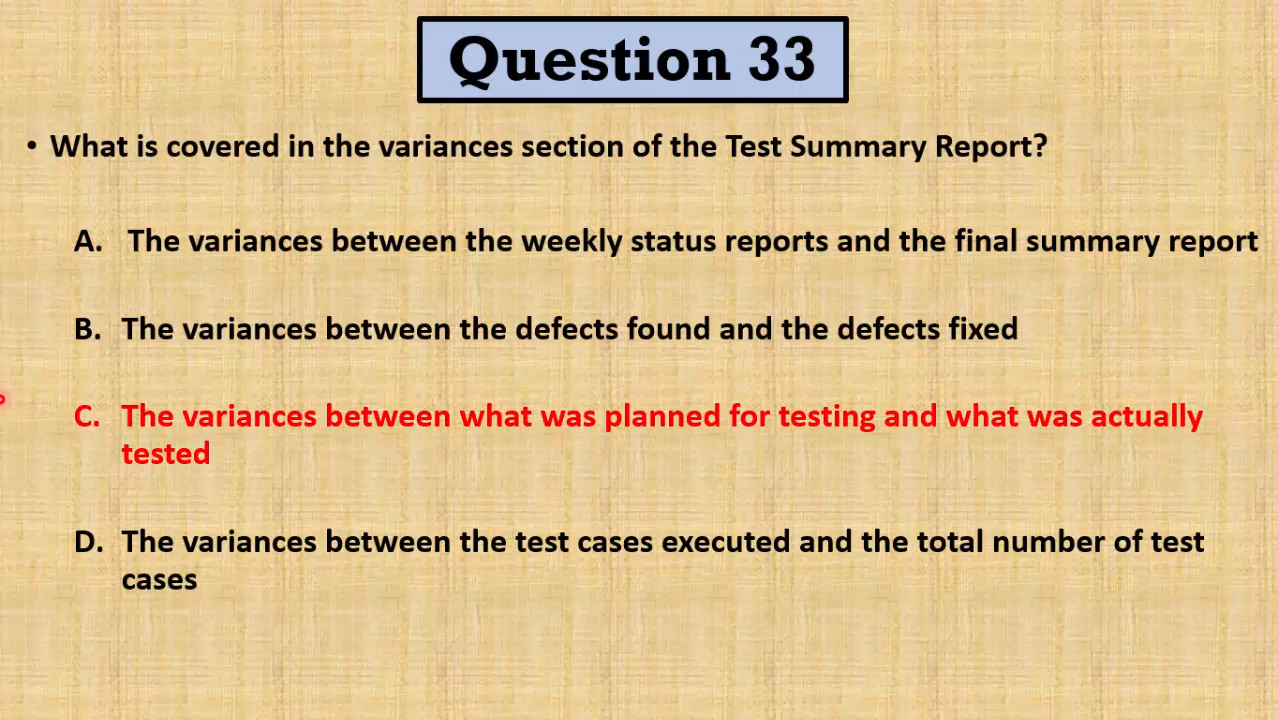 Question 33
• What is covered in the variances section of the Test Summary Report?
A. The variances between the weekly status reports and the final summary report
B. The variances between the defects found and the defects fixed
C. The variances between what was planned for testing and what was actually
tested
D. The variances between the test cases executed and the total number of test
cases